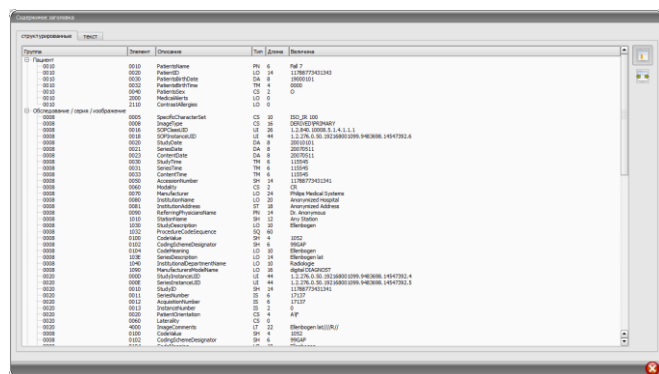 Содержимое заголовка
структурированные текст
Группа Элемент Описание Тип Длина Величина
Пациент
0010 0010 PatientsName PN 6 Fall 7
0010 0020 PatientID LO 14 11788773431343
0010 0030 PatientsBirthDate DA 8 19000101
0010 0032 PatientsBirthTime TM 4 0000
0010 0040 PatientsSex CS 2 O
0010 2000 MedicalAlerts LO 0
0010 2110 ContrastAllergies LO 0
Обследование / серия / изображение
0008 0005 SpecificCharacterSet CS 10 ISO_IR 100
0008 0008 ImageType CS 16 DERIVED\PRIMARY
0008 0016 SOPClassUID UI 26 1.2.840.10008.5.1.4.1.1.1
0008 0018 SOPInstanceUID UI 44 1.2.276.0.50.192168001099.9483698.14547392.6
0008 0020 StudyDate DA 8 20010101
0008 0021 SeriesDate DA 8 20070511
0008 0023 ContentDate DA 8 20070511
0008 0030 StudyTime TM 6 115545
0008 0031 SeriesTime TM 6 115545
0008 0033 ContentTime TM 6 115545
0008 0050 AccessionNumber SH 14 11788773431341
0008 0060 Modality CS 2 CR
0008 0070 Manufacturer LO 24 Philips Medical Systems
0008 0080 InstitutionName LO 20 Anonymized Hospital
0008 0081 InstitutionAddress ST 18 Anonymized Address
0008 0090 ReferringPhysiciansName PN 14 Dr. Anonymous
0008 1010 StationName SH 12 Any Station
0008 1030 StudyDescription LO 10 Ellenbogen
0008 1032 ProcedureCodeSequence SQ 60
0008 0100 CodeValue SH 4 1052
0008 0102 CodingSchemeDesignator SH 6 99GAP
0008 0104 CodeMeaning LO 10 Ellenbogen
0008 103E SeriesDescription LO 14 Ellenbogen lat
0008 1040 InstitutionalDepartmentName LO 10 Radiologie
0008 1090 ManufacturersModelName LO 16 digital DIAGNOST
0020 000D StudyInstanceUID UI 44 1.2.276.0.50.192168001099.9483698.14547392.4
0020 000E SeriesInstanceUID UI 44 1.2.276.0.50.192168001099.9483698.14547392.5
0020 0010 StudyID SH 14 11788773431341
0020 0011 SeriesNumber IS 6 17137
0020 0012 AcquisitionNumber IS 6 17137
0020 0013 InstanceNumber IS 2 0
0020 0020 PatientOrientation CS 4 A\F
0020 0060 Laterality CS 0
0020 4000 ImageComments LT 22 Ellenbogen lat////R//
0008 0100 CodeValue SH 4 1052
0008 0102 CodingSchemeDesignator SH 6 99GAP